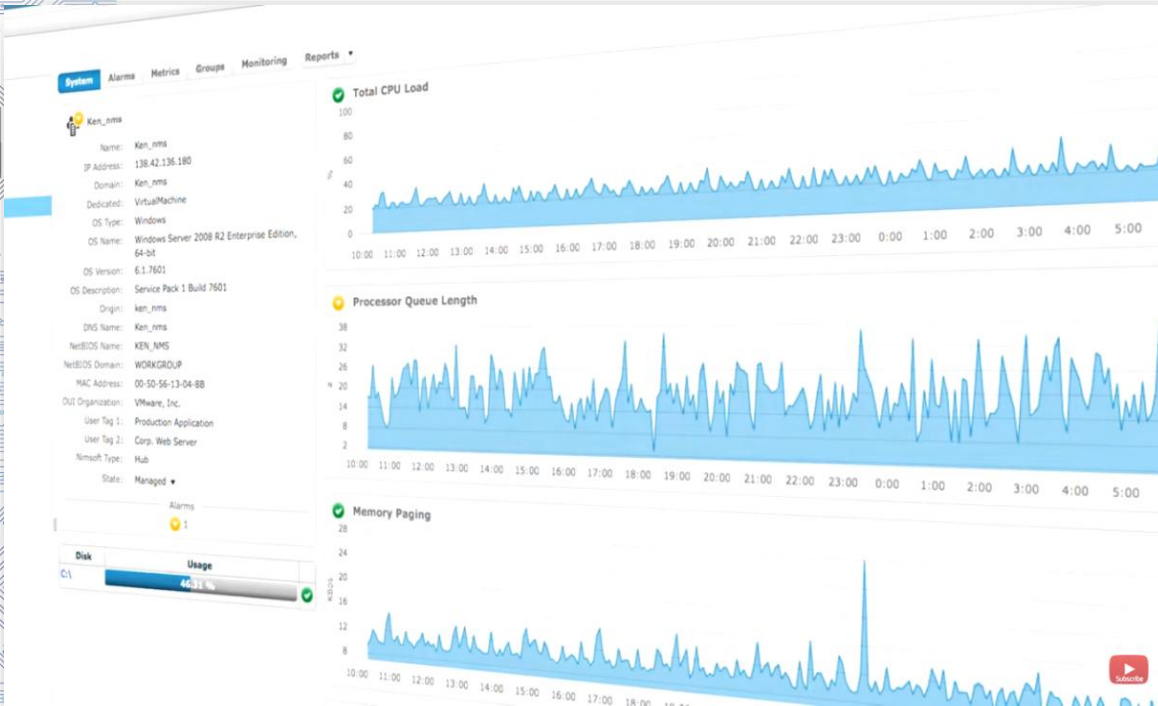 System Alarms Metrics Groups Monitoring Reports
Ken_nms
Name: Ken_nms
IP Address: 138.42.136.180
Domain: Ken_nms
Dedicated: VirtualMachine
OS Type: Windows
OS Name: Windows Server 2008 R2 Enterprise Edition,
64-bit
OS Version: 6.1.7601
OS Description: Service Pack 1 Build 7601
Origin: ken_nms
DNS Name: Ken_nms
NetBIOS Name: KEN_NMS
NetBIOS Domain: WORKGROUP
MAC Address: 00-50-56-13-04-8B
OUI Organization: VMware, Inc.
User Tag 1: Production Application
User Tag 2: Corp. Web Server
Nimsoft Type: Hub
State: Managed
Alarms
1
Disk Usage
C:\ 46.31 %
Total CPU Load
100
80
60
%
40
20
0
10:00 11:00 12:00 13:00 14:00 15:00 16:00 17:00 18:00 19:00 20:00 21:00 22:00 23:00 0:00 1:00 2:00 3:00 4:00 5:00
Processor Queue Length
38
32
26
20
14
8
2
10:00 11:00 12:00 13:00 14:00 15:00 16:00 17:00 18:00 19:00 20:00 21:00 22:00 23:00 0:00 1:00 2:00 3:00 4:00 5:00
Memory Paging
28
24
20
KBps
16
12
8
10:00 11:00 12:00 13:00 14:00 15:00 16:00 17:00 18:00
Subscribe